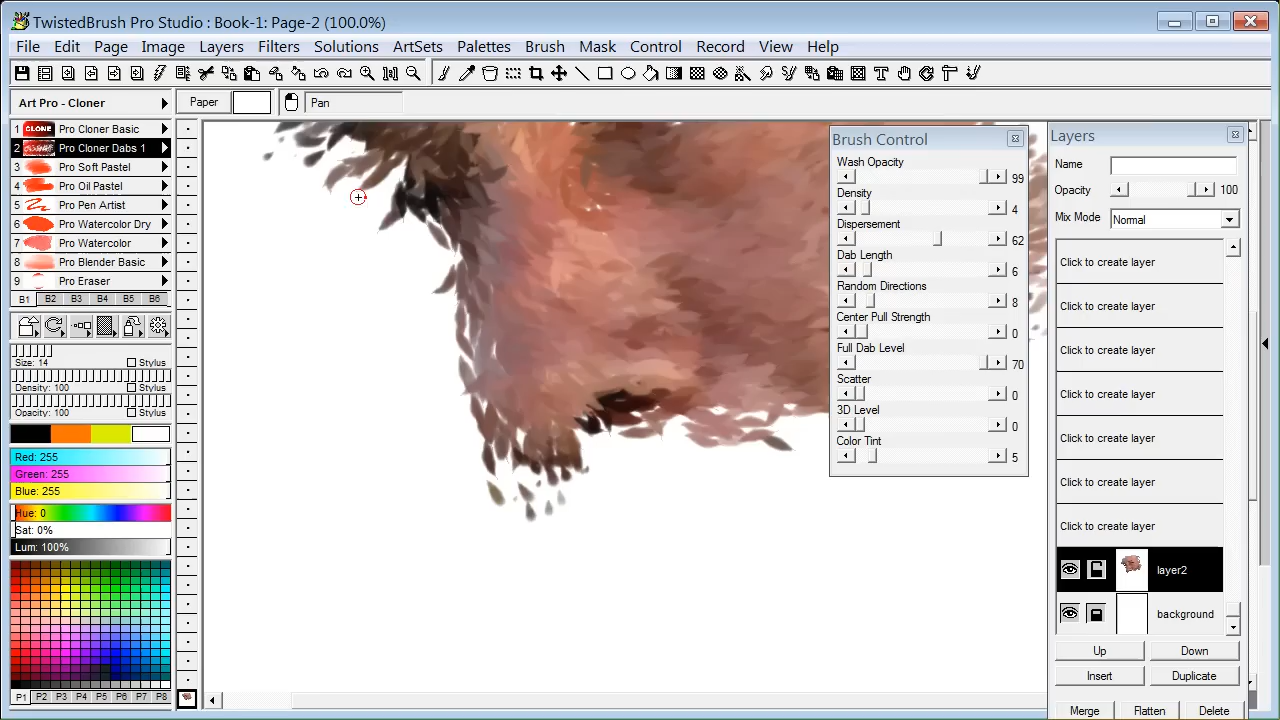 TwistedBrush Pro Studio : Book-1: Page-2 (100.0%)
File Edit Page Image Layers Filters Solutions ArtSets Palettes Brush Mask Control Record View Help
Art Pro - Cloner
Paper
Pan
1 CLONE Pro Cloner Basic
2 Pro Cloner Dabs 1
3 Pro Soft Pastel
4 Pro Oil Pastel
5 Pro Pen Artist
6 Pro Watercolor Dry
7 Pro Watercolor
8 Pro Blender Basic
9 Pro Eraser
B1 B2 B3 B4 B5 B6
Size: 14 Stylus
Density: 100 Stylus
Opacity: 100 Stylus
Red: 255
Green: 255
Blue: 255
Hue: 0
Sat: 0%
Lum: 100%
P1 P2 P3 P4 P5 P6 P7 P8
Brush Control
Wash Opacity
99
Density
4
Dispersement
62
Dab Length
6
Random Directions
8
Center Pull Strength
0
Full Dab Level
70
Scatter
0
3D Level
0
Color Tint
5
Layers
Name
Opacity 100
Mix Mode Normal
Click to create layer
Click to create layer
Click to create layer
Click to create layer
Click to create layer
Click to create layer
Click to create layer
layer2
background
Up Down
Insert Duplicate
Merge Flatten Delete